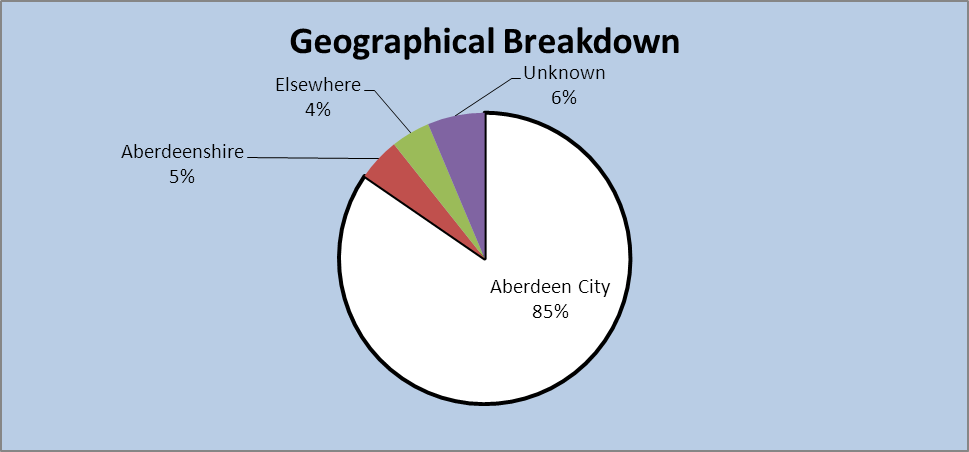 Geographical Breakdown
Unknown
6%
Elsewhere
4%
Aberdeenshire
5%
Aberdeen City
85%